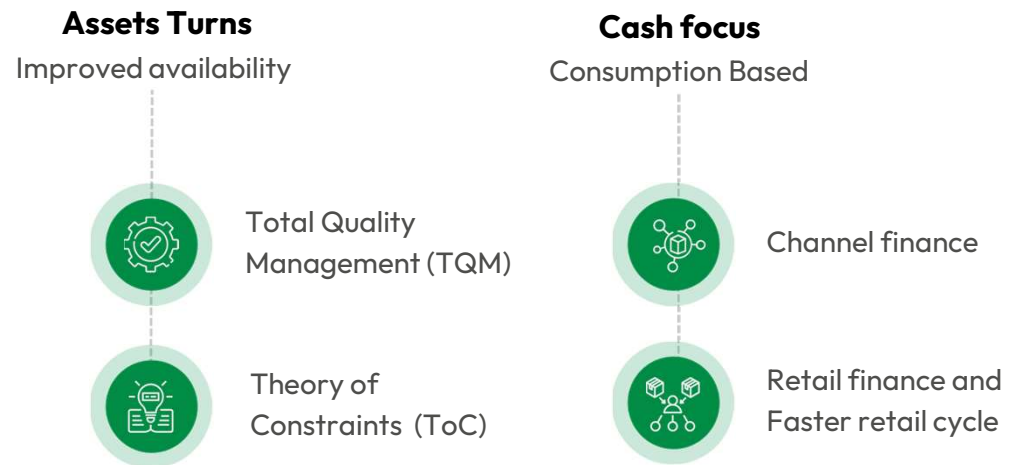 Assets Turns
Improved availability
Total Quality
Management (TQM)
Theory of
Constraints (ToC)
Cash focus
Consumption Based
Channel finance
Retail finance and
Faster retail cycle